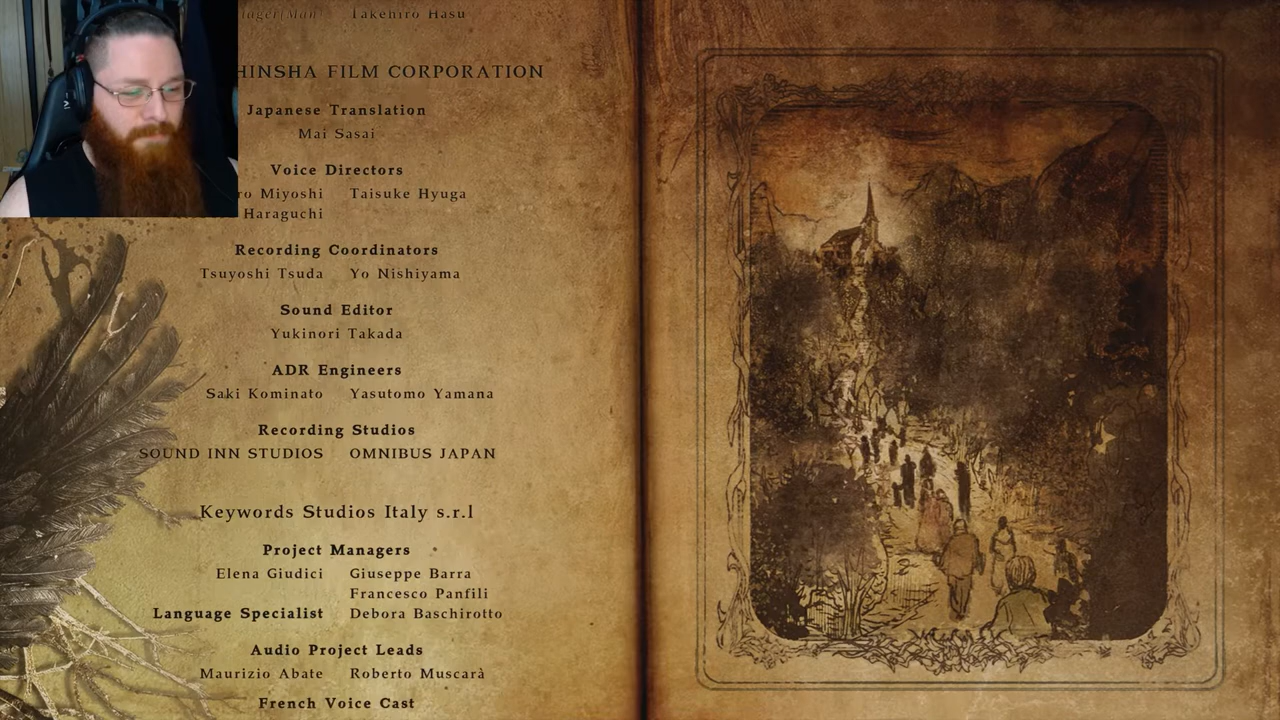 Takehiro Hasu
HINSHA FILM CORPORATION
Japanese Translation
Mai Sasai
Voice Directors
Miyoshi Taisuke Hyuga
Haraguchi
Recording Coordinators
Tsuyoshi Tsuda Yo Nishiyama
Sound Editor
Yukinori Takada
ADR Engineers
Saki Kominato Yasutomo Yamana
Recording Studios
SOUND INN STUDIOS OMNIBUS JAPAN
Keywords Studios Italy s.r.l
Project Managers
Elena Giudici Giuseppe Barra
Francesco Panfili
Language Specialist Debora Baschirotto
Audio Project Leads
Maurizio Abate Roberto Muscarà
French Voice Cast